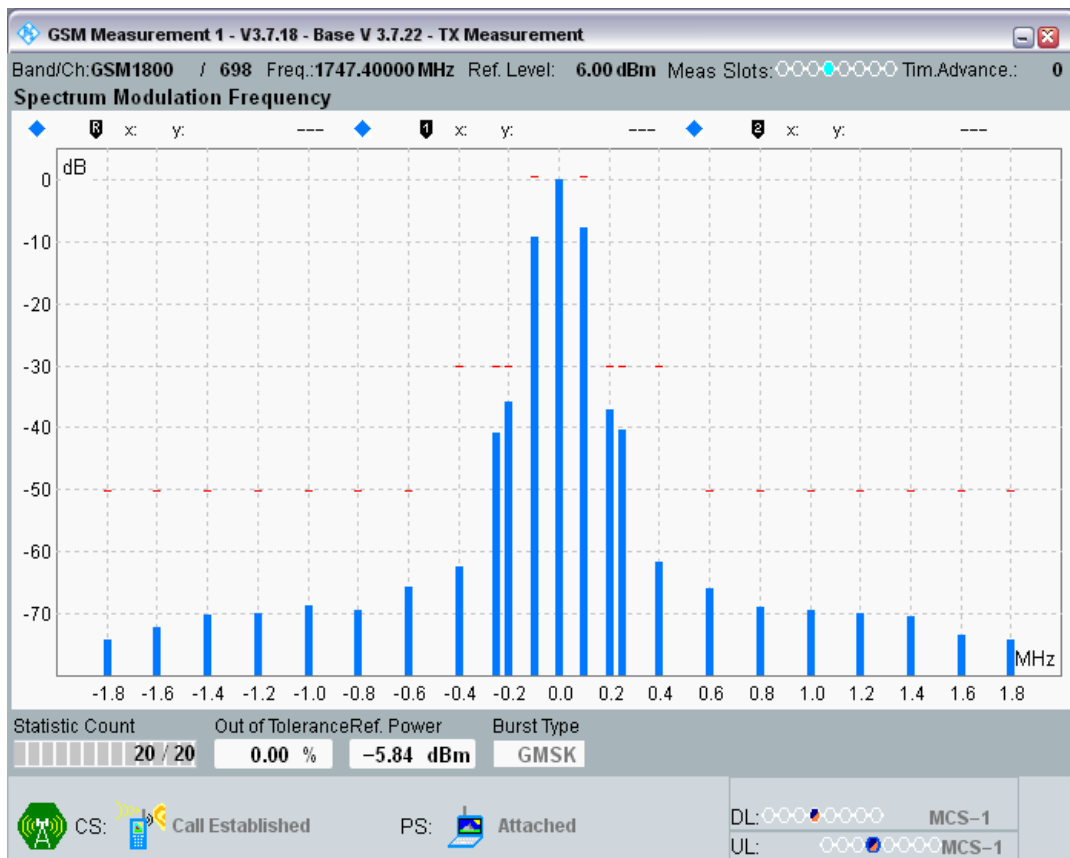 GSM Measurement 1 - V3.7.18 - Base V 3.7.22 - TX Measurement
Band/Ch:GSM1800 / 698 Freq.:1747.40000 MHz Ref. Level: 6.00 dBm Meas Slots: Tim.Advance.: 0
Spectrum Modulation Frequency
R x: y: --- 1 x: y: --- 2 x: y: ---
dB
0
-10
-20
-30
-40
-50
-60
-70
MHz
-1.8 -1.6 -1.4 -1.2 -1.0 -0.8 -0.6 -0.4 -0.2 0.0 0.2 0.4 0.6 0.8 1.0 1.2 1.4 1.6 1.8
Statistic Count Out of Tolerance Ref. Power Burst Type
20 / 20 0.00 % −5.84 dBm GMSK
CS: Call Established PS: Attached
DL: MCS−1
UL: MCS−1